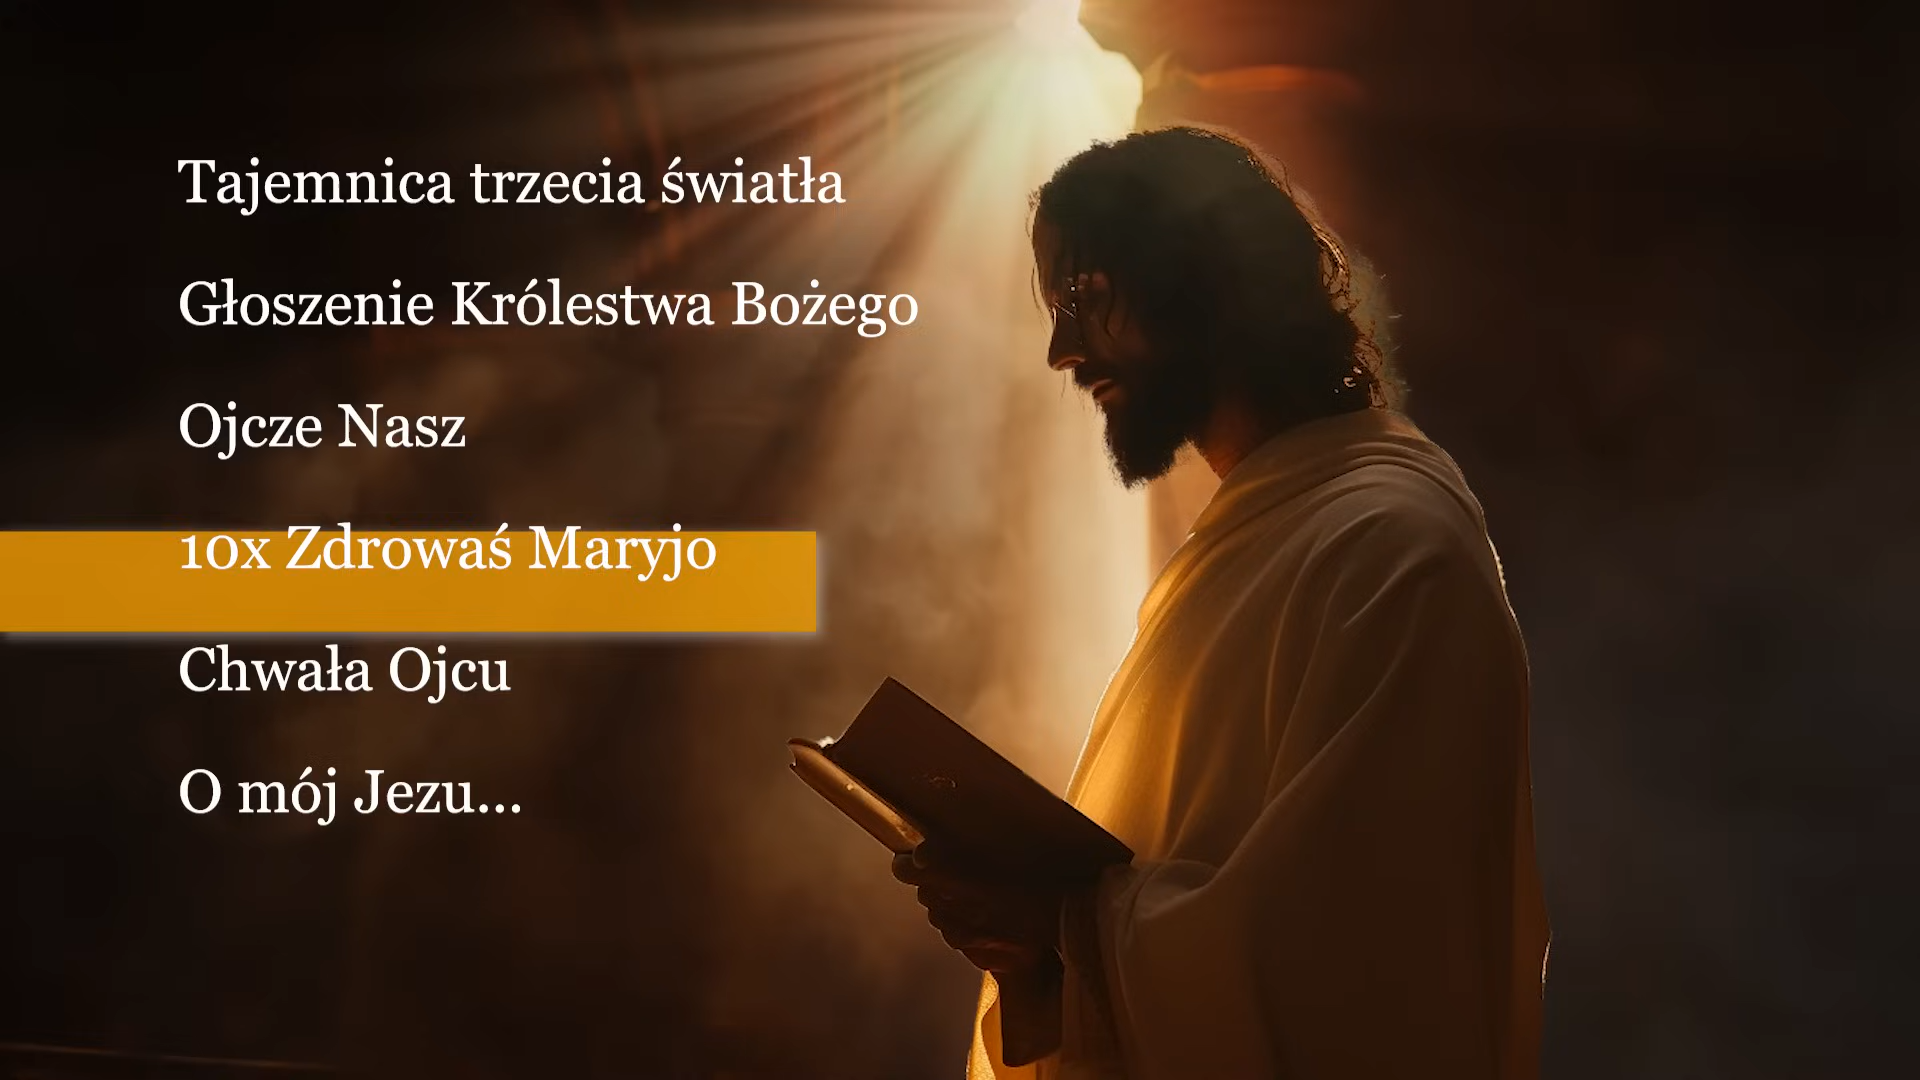 Tajemnica trzecia światła
Głoszenie Królestwa Bożego
Ojcze Nasz
10x Zdrowaś Maryjo
Chwała Ojcu
O mój Jezu...